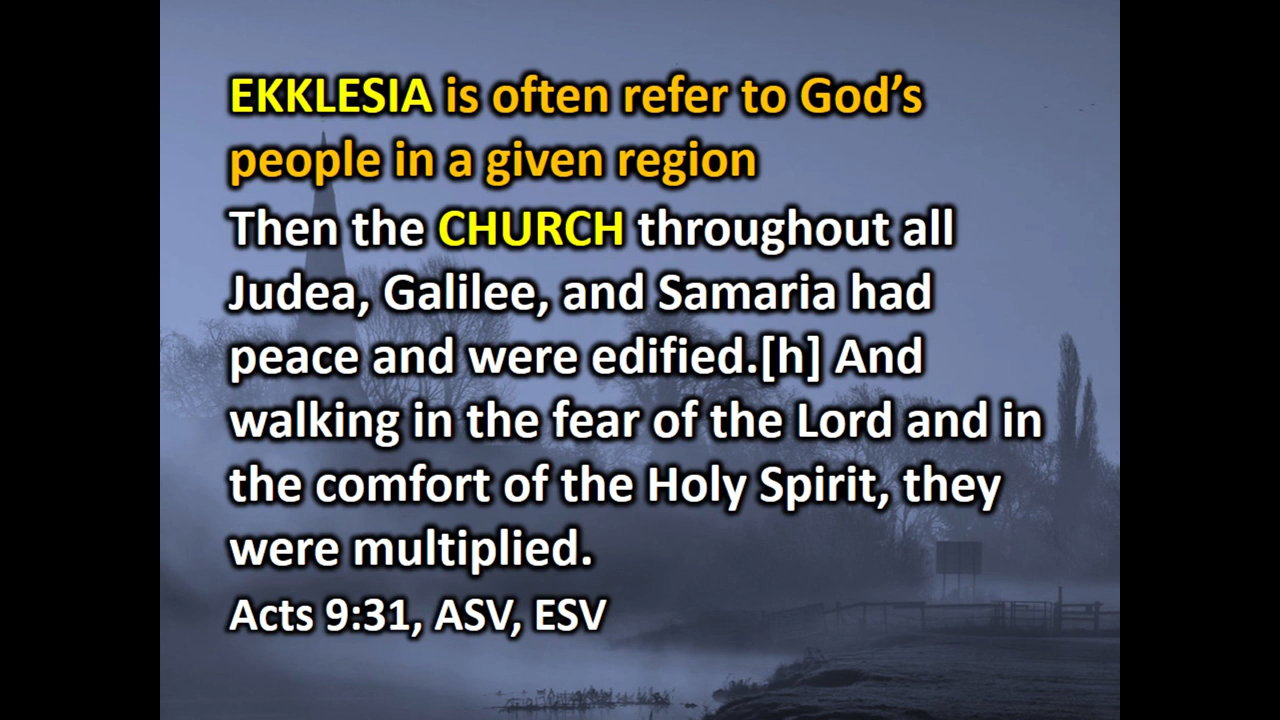 EKKLESIA is often refer to God’s
people in a given region
Then the CHURCH throughout all
Judea, Galilee, and Samaria had
peace and were edified.[h] And
walking in the fear of the Lord and in
the comfort of the Holy Spirit, they
were multiplied.
Acts 9:31, ASV, ESV